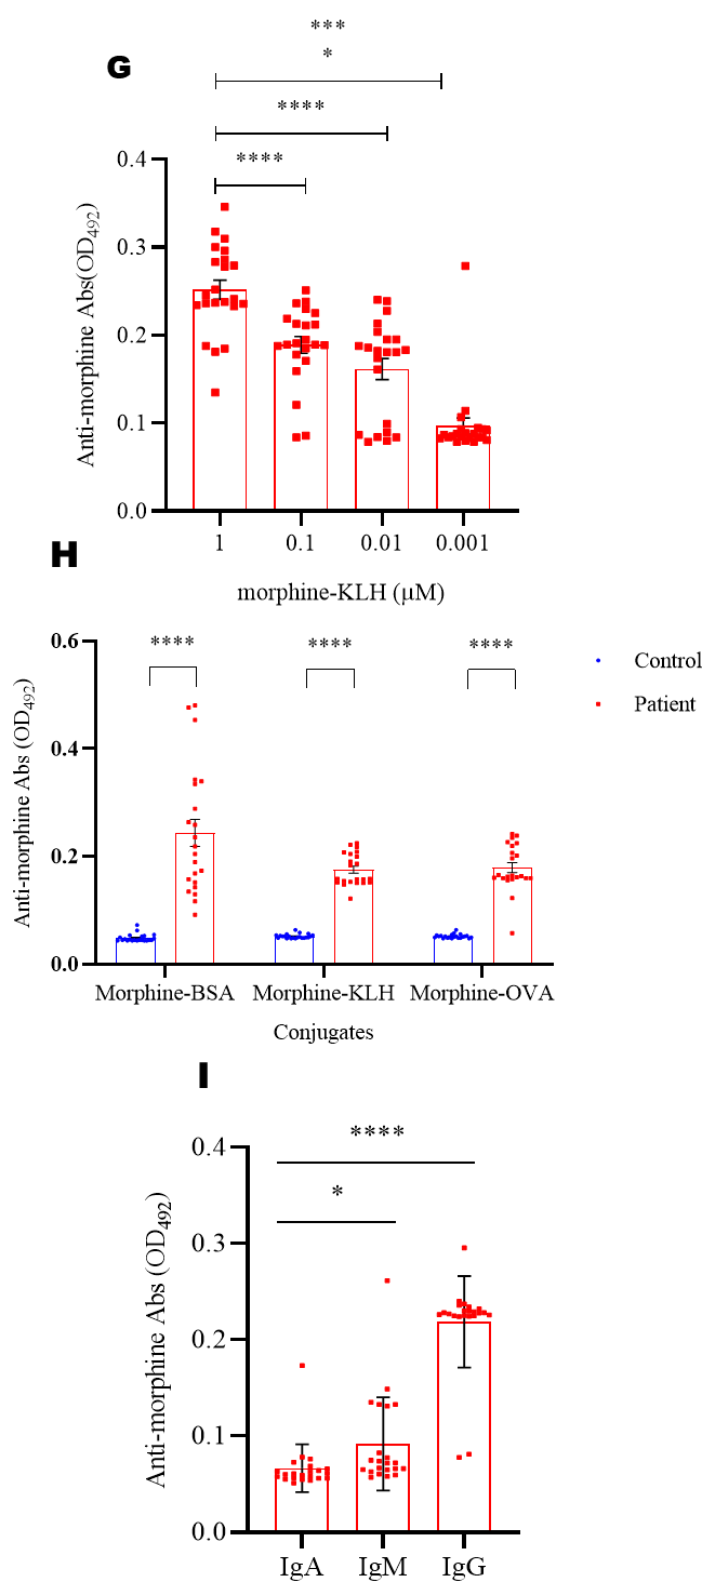 G
***
*
****
****
Anti-morphine Abs(OD492)
0.4
0.3
0.2
0.1
0.0
1 0.1 0.01 0.001
morphine-KLH (µM)
H
Anti-morphine Abs (OD492)
0.6
0.4
0.2
0.0
**** **** ****
Control
Patient
Morphine-BSA Morphine-KLH Morphine-OVA
Conjugates
I
****
*
Anti-morphine Abs (OD492)
0.4
0.3
0.2
0.1
0.0
IgA IgM IgG